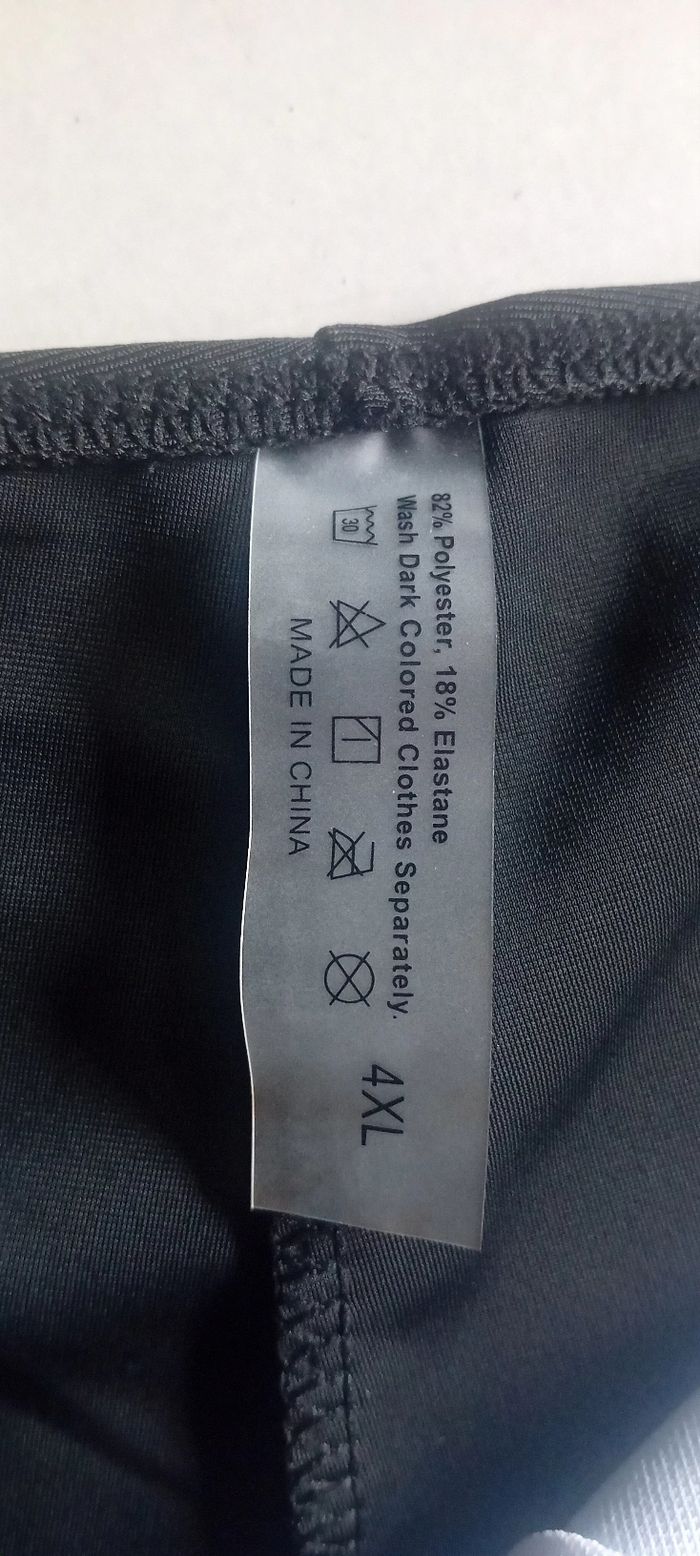 82% Polyester, 18% Elastane
Wash Dark Colored Clothes Separately.
30
4XL
MADE IN CHINA